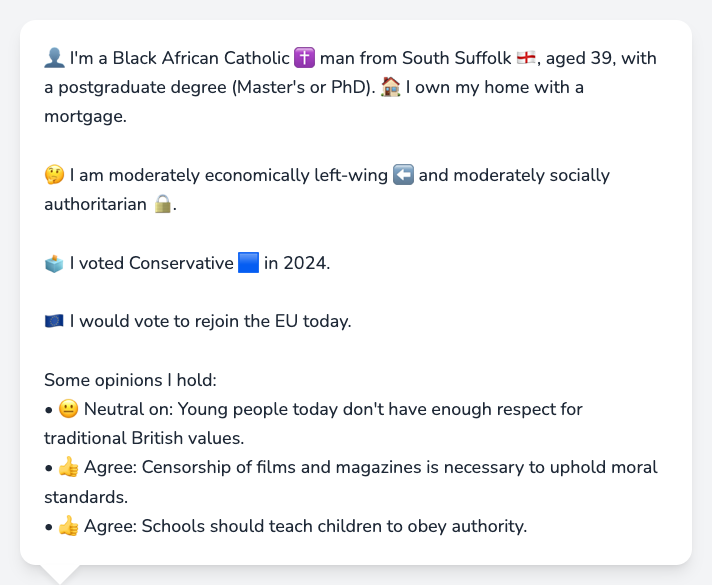 👤 I'm a Black African Catholic ✝️ man from South Suffolk 🏴󠁧󠁢󠁥󠁮󠁧󠁿, aged 39, with
a postgraduate degree (Master's or PhD). 🏠 I own my home with a
mortgage.
🤔 I am moderately economically left-wing ⬅️ and moderately socially
authoritarian 🔒.
🗳️ I voted Conservative 🟦 in 2024.
🇪🇺 I would vote to rejoin the EU today.
Some opinions I hold:
• 😐 Neutral on: Young people today don't have enough respect for
traditional British values.
• 👍 Agree: Censorship of films and magazines is necessary to uphold moral
standards.
• 👍 Agree: Schools should teach children to obey authority.